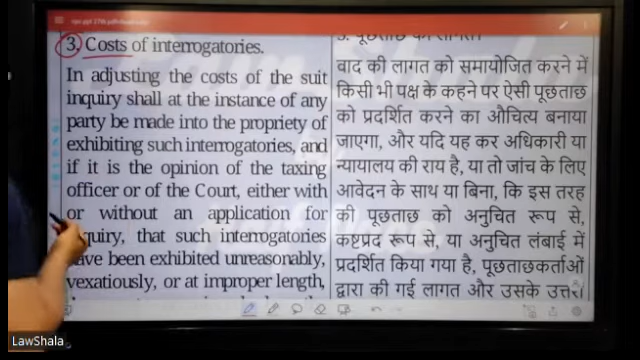 3. Costs of interrogatories.
In adjusting the costs of the suit
inquiry shall at the instance of any
party be made into the propriety of
exhibiting such interrogatories, and
if it is the opinion of the taxing
officer or of the Court, either with
or without an application for
inquiry, that such interrogatories
have been exhibited unreasonably,
vexatiously, or at improper length,
वाद की लागत को समायोजित करने में
किसी भी पक्ष के कहने पर ऐसी पूछताछ
को प्रदर्शित करने का औचित्य बनाया
जाएगा, और यदि यह कर अधिकारी या
न्यायालय की राय है, या तो जांच के लिए
आवेदन के साथ या बिना, कि इस तरह
की पूछताछ को अनुचित रूप से,
कष्टप्रद रूप से, या अनुचित लंबाई में
प्रदर्शित किया गया है, पूछताछकर्ताओं
द्वारा की गई लागत और उसके उत्तरों
LawShala